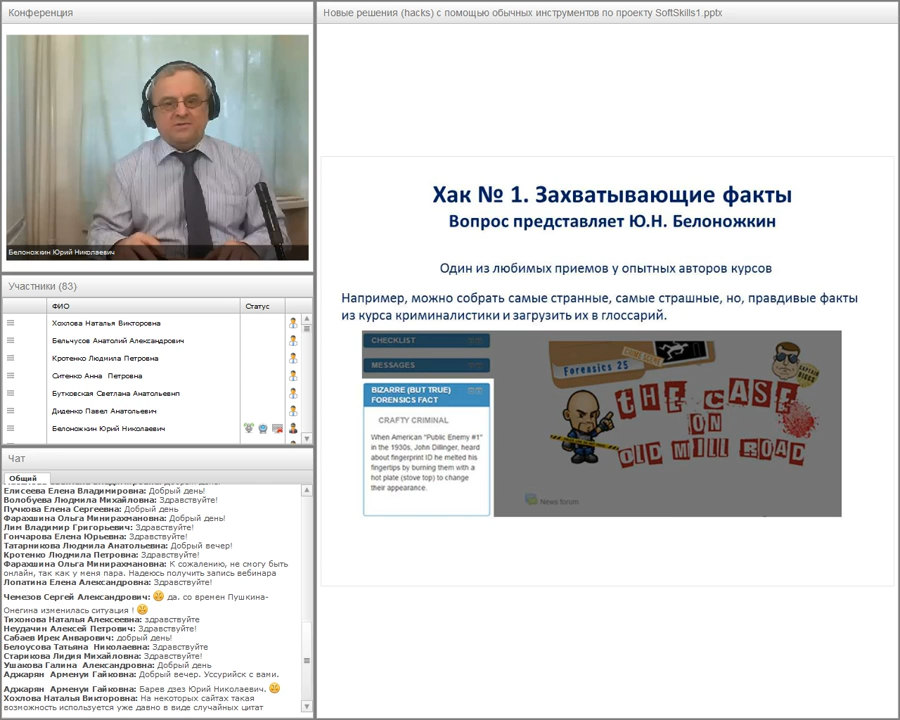 Конференция
Белоножкин Юрий Николаевич
Участники (83)
ФИО
Статус
Хохлова Наталья Викторовна
Бельчусов Анатолий Александрович
Кротенко Людмила Петровна
Ситенко Анна Петровна
Бутковская Светлана Анатольевнп
Диденко Павел Анатольевич
Белоножкин Юрий Николаевич
Чат
Общий
Елисеева Елена Владимировна: Добрый день!
Волобуева Людмила Михайловна: Здравствуйте!
Пучкова Елена Сергеевна: Добрый день
Фарахшина Ольга Минирахмановна: Добрый день!
Лим Владимир Григорьевич: Здравствуйте!
Гончарова Елена Юрьевна: Здравствуйте!
Татарникова Людмила Анатольевна: Добрый вечер!
Кротенко Людмила Петровна: Здравствуйте!
Фарахшина Ольга Минирахмановна: К сожалению, не смогу быть
онлайн, так как у меня пара. Надеюсь получить запись вебинара
Лопатина Елена Александровна: Здравствуйте!
Чемезов Сергей Александрович: да. со времен Пушкина-
Онегина изменилась ситуация !
Тихонова Наталья Алексеевна: здравствуйте
Неудачин Алексей Петрович: Здравствуйте!
Сабаев Ирек Анварович: добрый день!
Белоусова Татьяна Николаевна: Здравствуйте
Старикова Лидия Михайловна: Здравствуйте!
Ушакова Галина Александровна: Добрый день
Аджарян Арменуи Гайковна: Добрый вечер. Уссурийск с вами.
Аджарян Арменуи Гайковна: Барев дзез Юрий Николаевич.
Хохлова Наталья Викторовна: На некоторых сайтах такая
возможность используется уже давно в виде случайных цитат
Новые решения (hacks) с помощью обычных инструментов по проекту SoftSkills1.pptx
Хак № 1. Захватывающие факты
Вопрос представляет Ю.Н. Белоножкин
Один из любимых приемов у опытных авторов курсов
Например, можно собрать самые странные, самые страшные, но, правдивые факты
из курса криминалистики и загрузить их в глоссарий.
CHECKLIST
MESSAGES
BIZARRE (BUT TRUE)
FORENSICS FACT
CRAFTY CRIMINAL
When American "Public Enemy #1"
in the 1930s, John Dillinger, heard
about fingerprint ID he melted his
fingertips by burning them with a
hot plate (stove top) to change
their appearance.
Forensics 25
CAPTAIN
BIGGS
THE CASE
ON
OLD MILL ROAD
News forum